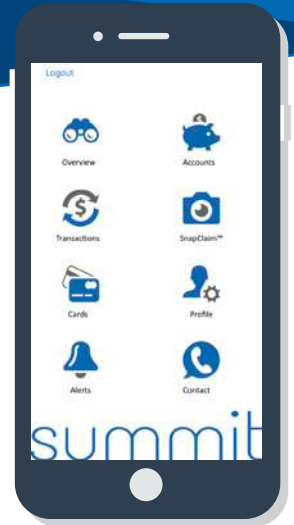 Logout
Overview
Accounts
Transactions
SnapClaim™
Cards
Profile
Alerts
Contact
summit